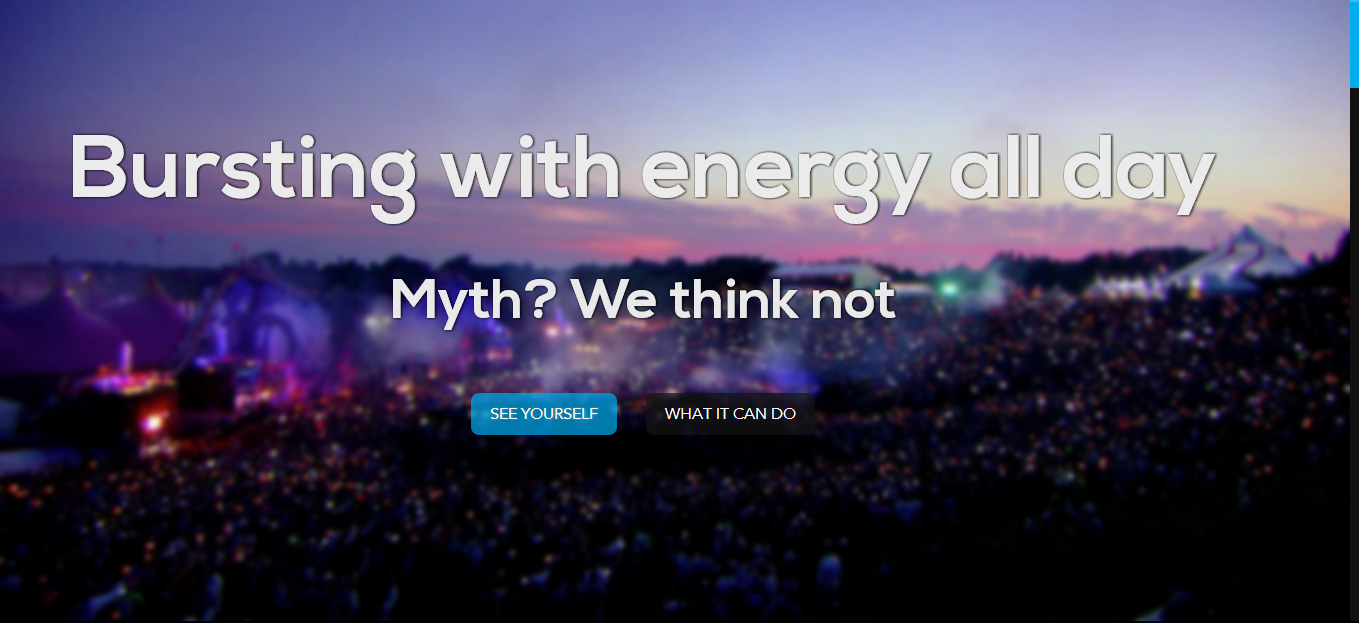 Bursting with energy all day
Myth? We think not
SEE YOURSELF
WHAT IT CAN DO